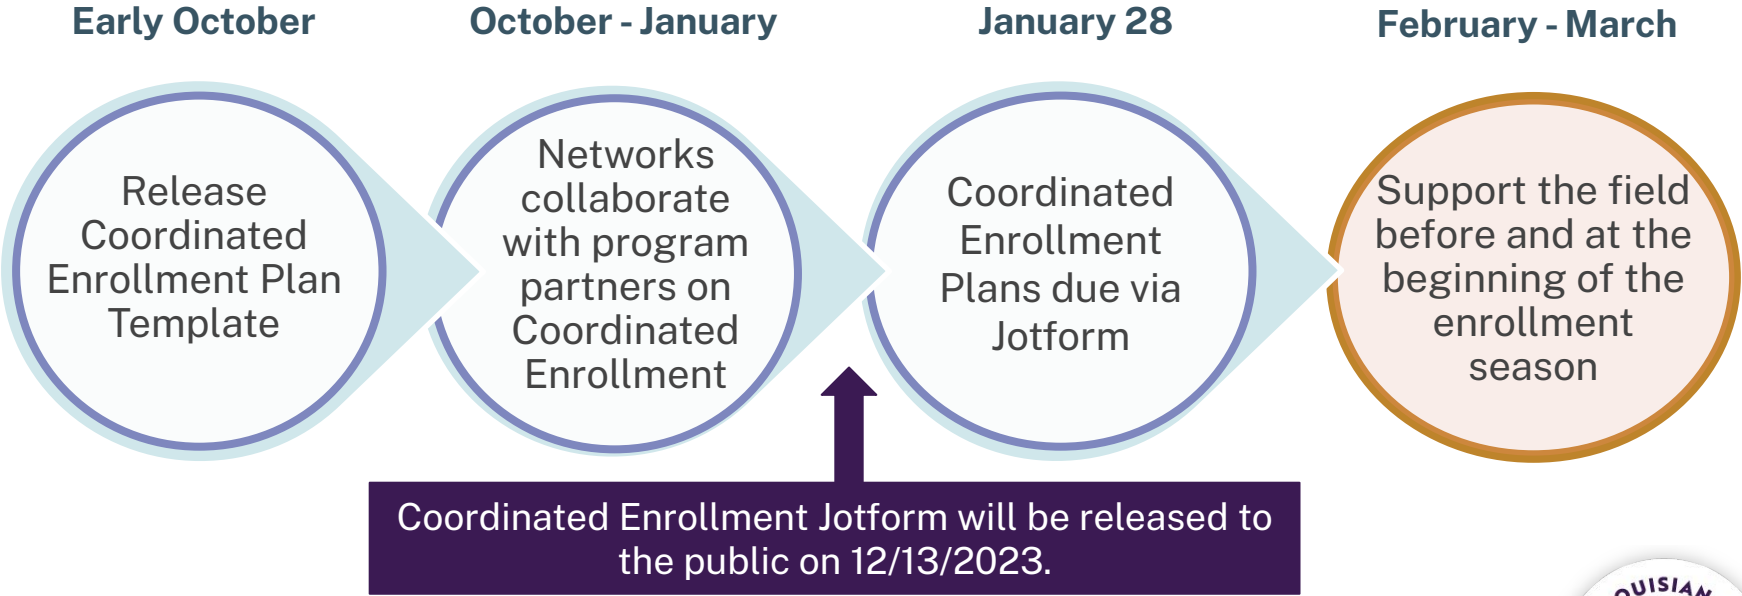 Early October
October - January
January 28
February - March
Release
Coordinated
Enrollment Plan
Template
Networks
collaborate
with program
partners on
Coordinated
Enrollment
Coordinated
Enrollment
Plans due via
Jotform
Support the field
before and at the
beginning of the
enrollment
season
Coordinated Enrollment Jotform will be released to
the public on 12/13/2023.